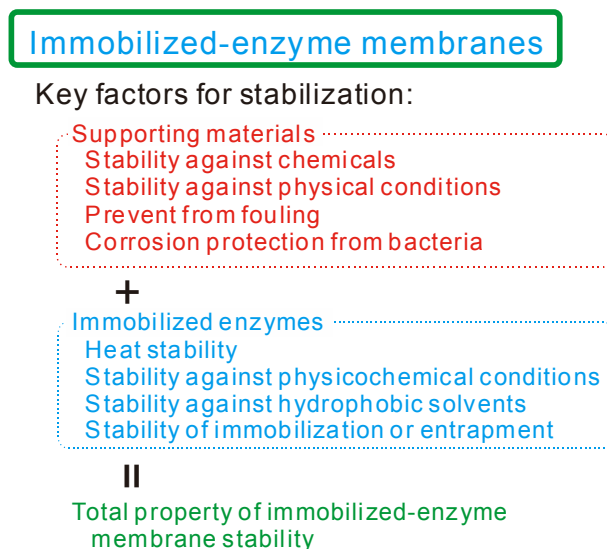 Immobilized-enzyme membranes
Key factors for stabilization:
Supporting materials
Stability against chemicals
Stability against physical conditions
Prevent from fouling
Corrosion protection from bacteria
+
Immobilized enzymes
Heat stability
Stability against physicochemical conditions
Stability against hydrophobic solvents
Stability of immobilization or entrapment
=
Total property of immobilized-enzyme
membrane stability